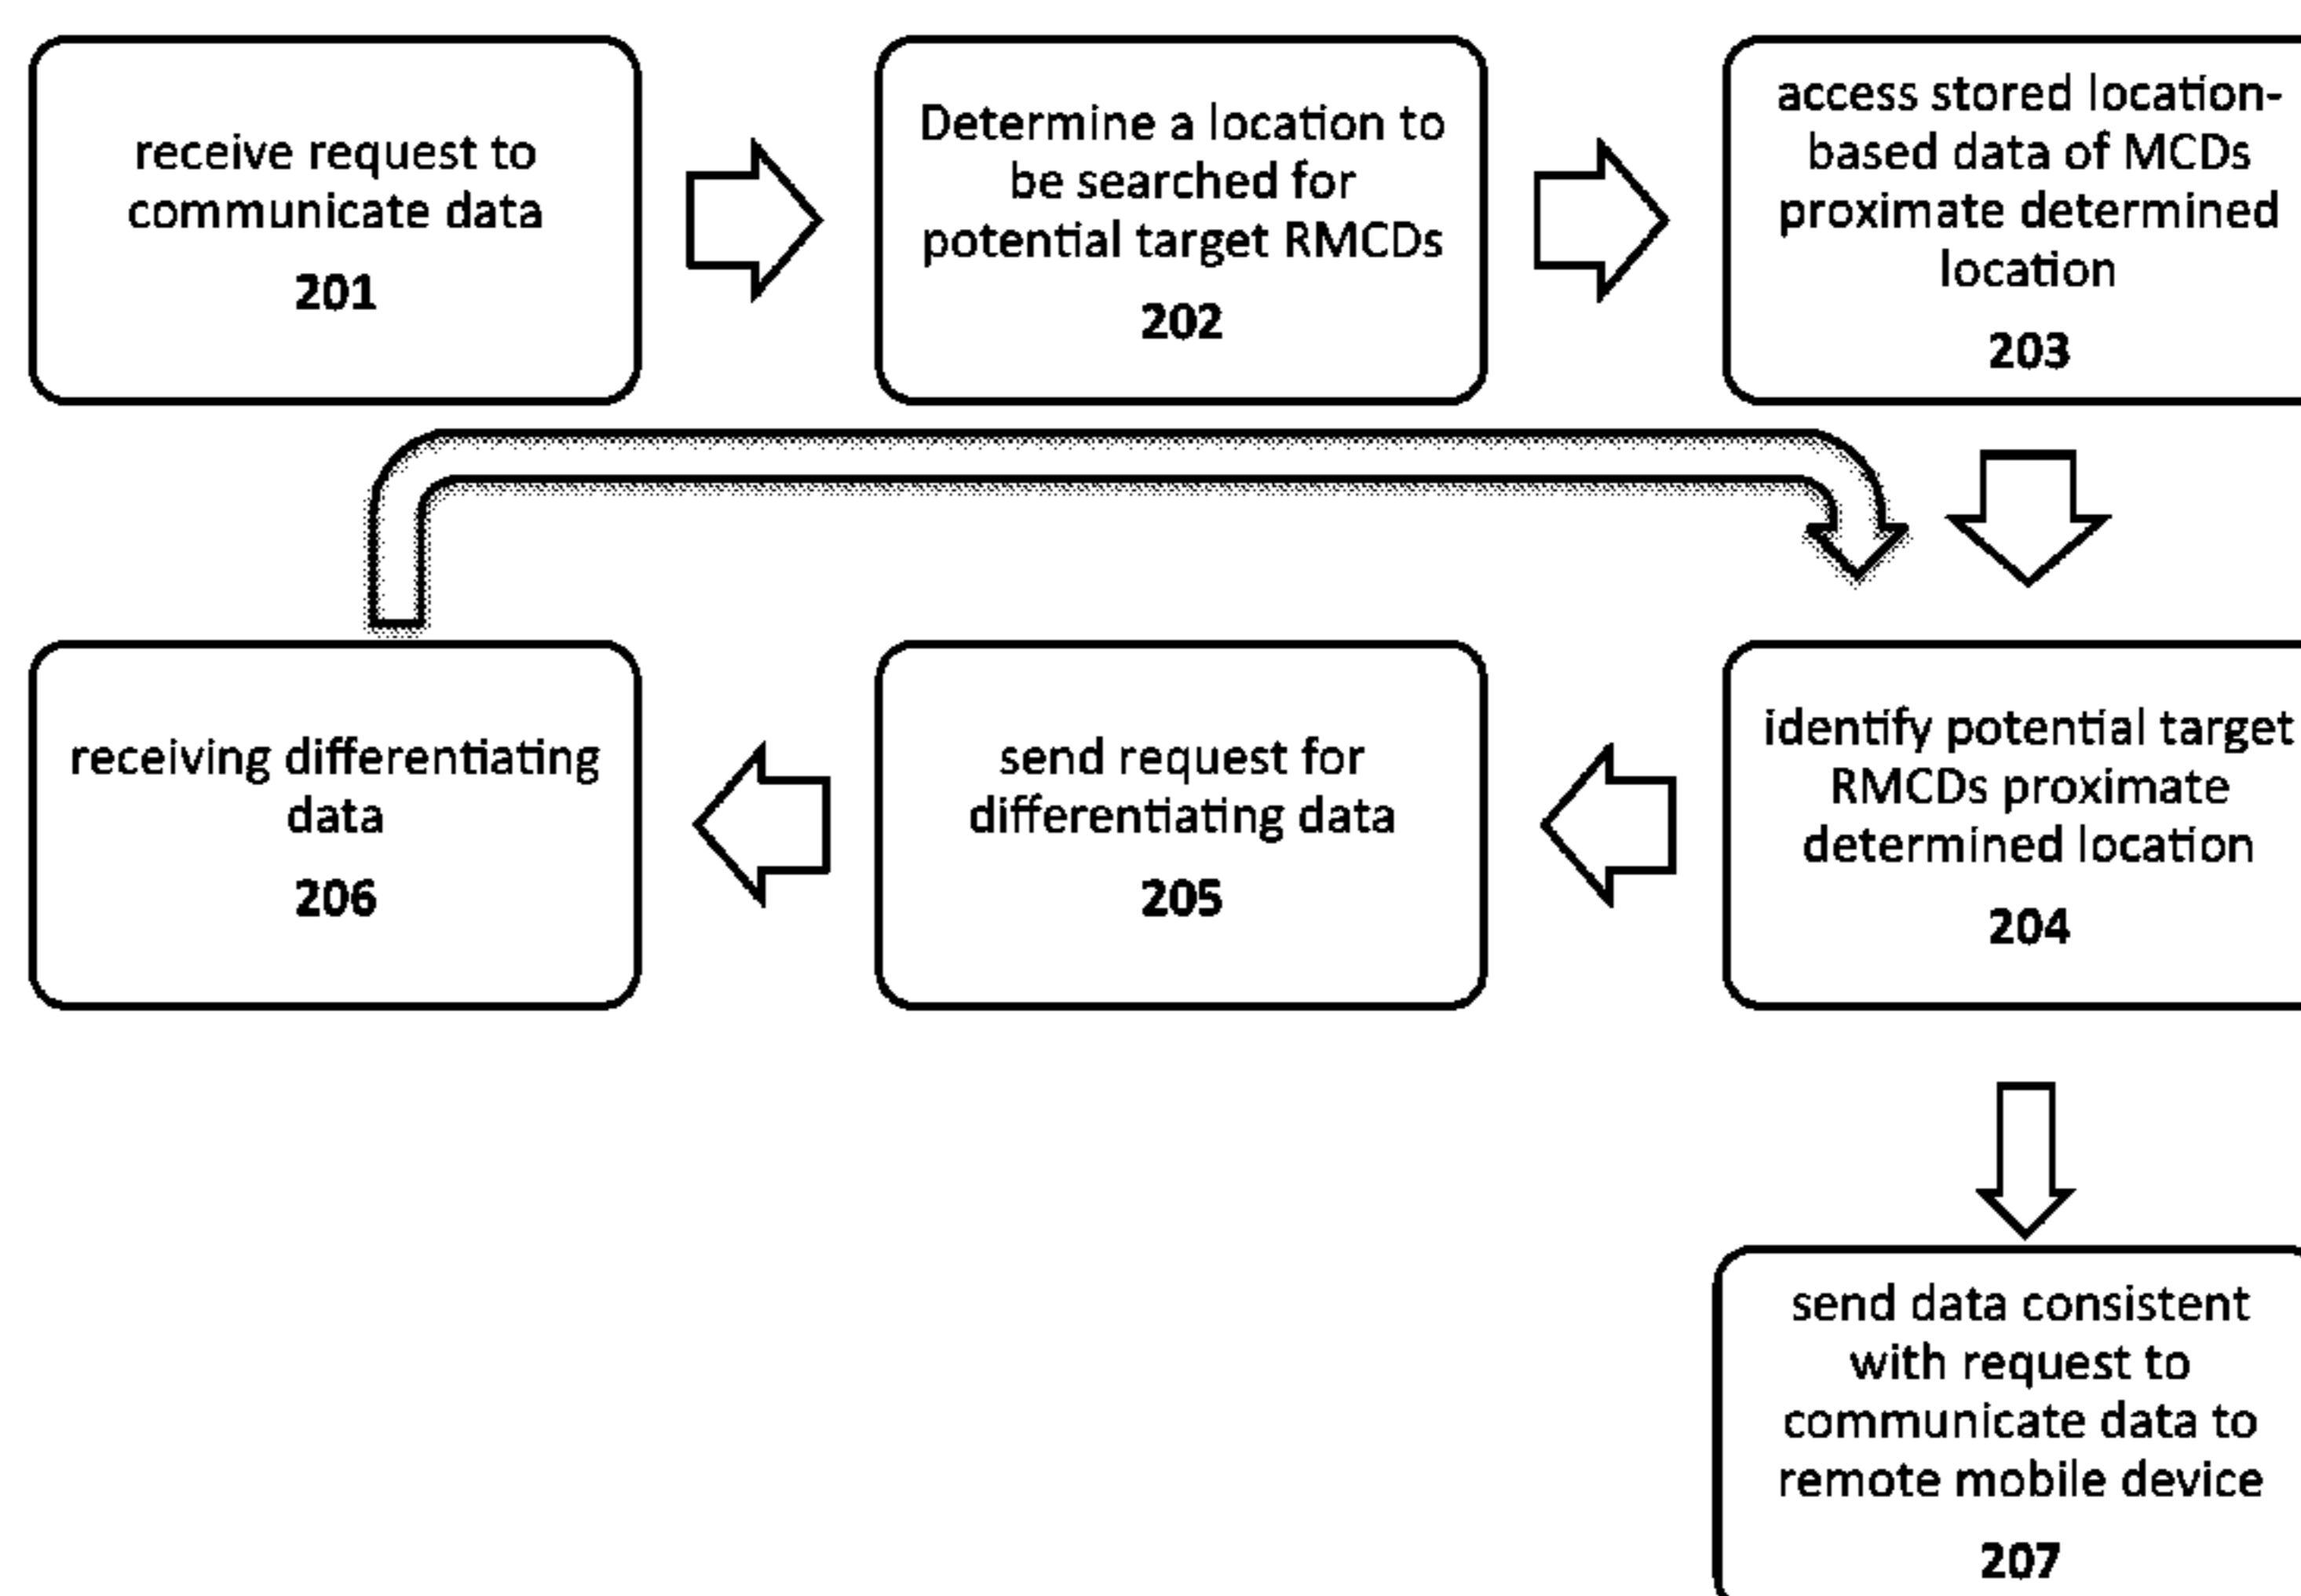 receive request to
communicate data
201
Determine a location to
be searched for
potential target RMCDs
202
access stored location-
based data of MCDs
proximate determined
location
203
identify potential target
RMCDs proximate
determined location
204
send request for
differentiating data
205
receiving differentiating
data
206
send data consistent
with request to
communicate data to
remote mobile device
207